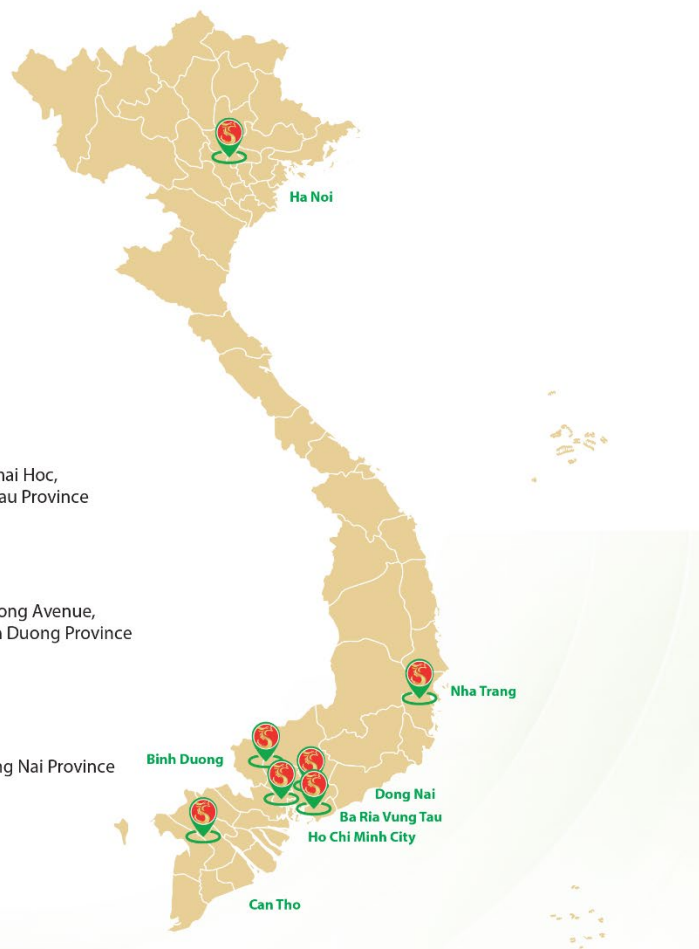 Ha Noi
hai Hoc,
au Province
ong Avenue,
Duong Province
Nha Trang
Binh Duong
ng Nai Province
Dong Nai
Ba Ria Vung Tau
Ho Chi Minh City
Can Tho